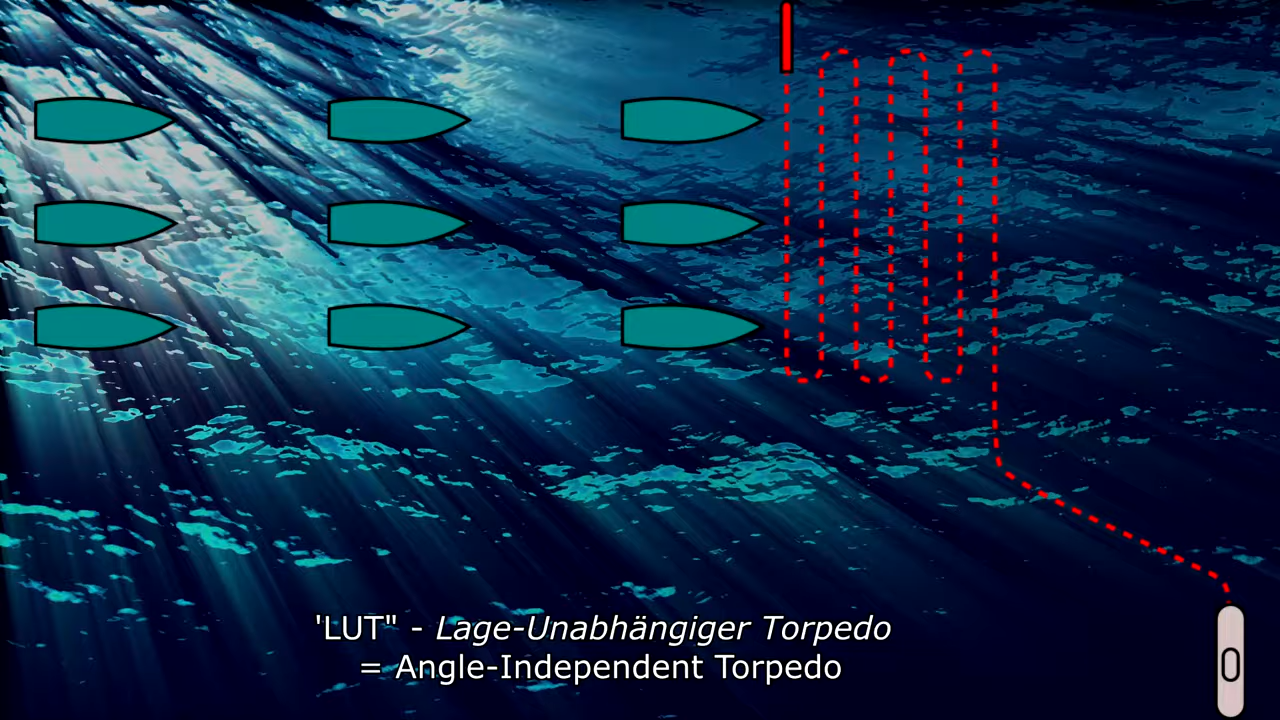 'LUT" - Lage-Unabhängiger Torpedo
= Angle-Independent Torpedo